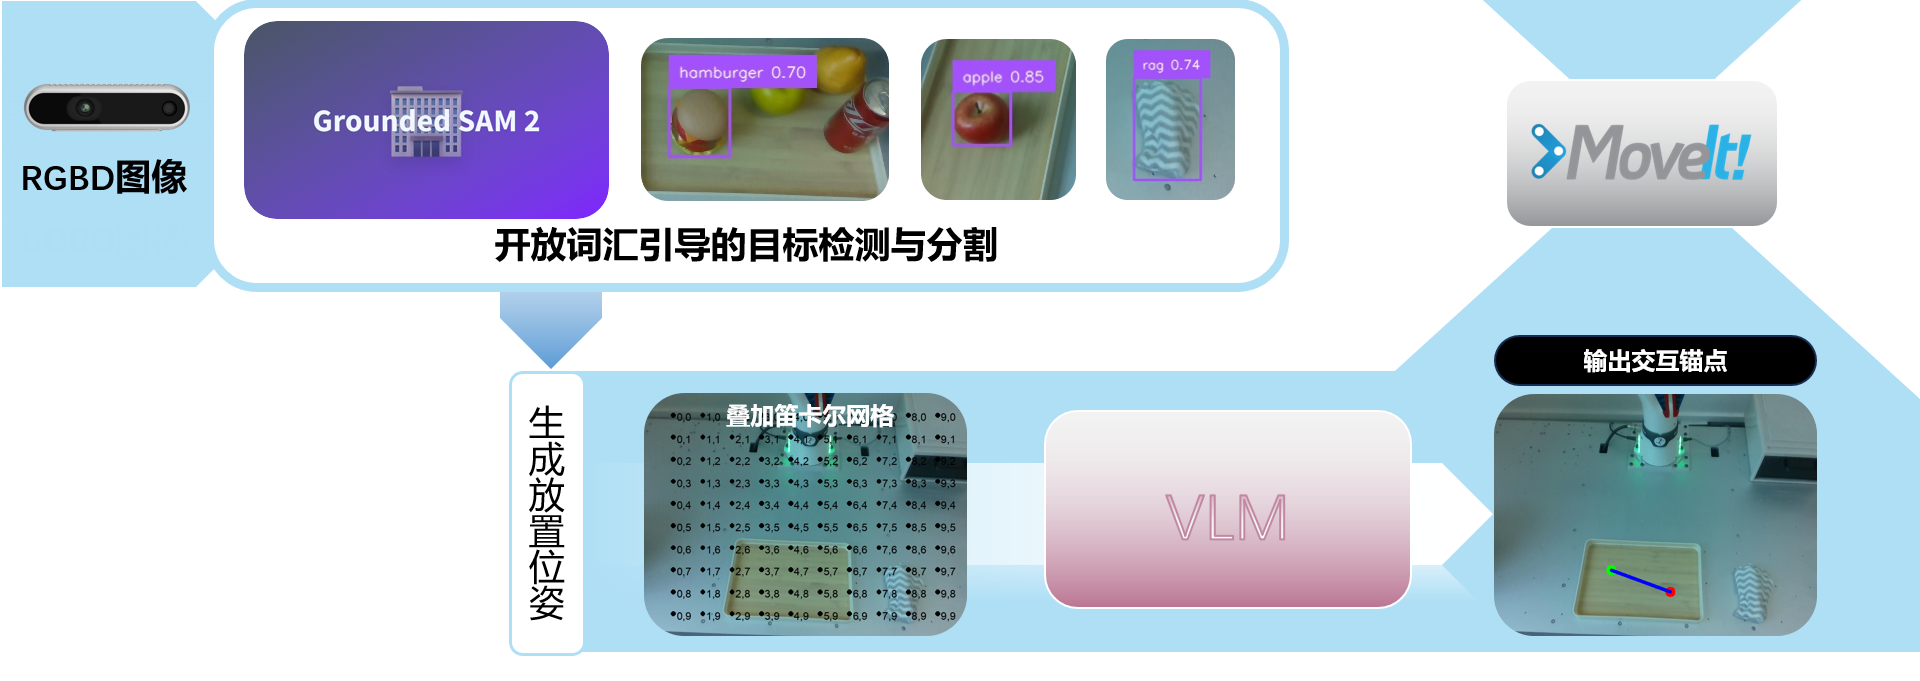 RGBD图像
Grounded SAM 2
hamburger 0.70
apple 0.85
rag 0.74
开放词汇引导的目标检测与分割
MoveIt!
生成放置位姿
叠加笛卡尔网格
0,0 1,0 8,0 9,0
0,1 1,1 2,1 3,1 4,1 5,1 6,1 7,1 8,1 9,1
0,2 1,2 2,2 3,2 4,2 5,2 6,2 7,2 8,2 9,2
0,3 1,3 2,3 3,3 4,3 5,3 6,3 7,3 8,3 9,3
0,4 1,4 2,4 3,4 4,4 5,4 6,4 7,4 8,4 9,4
0,5 1,5 2,5 3,5 4,5 5,5 6,5 7,5 8,5 9,5
0,6 1,6 2,6 3,6 4,6 5,6 6,6 7,6 8,6 9,6
0,7 1,7 2,7 3,7 4,7 5,7 6,7 7,7 8,7 9,7
0,8 1,8 2,8 3,8 4,8 5,8 6,8 7,8 8,8 9,8
0,9 1,9 2,9 3,9 4,9 5,9 6,9 7,9 8,9 9,9
VLM
输出交互锚点